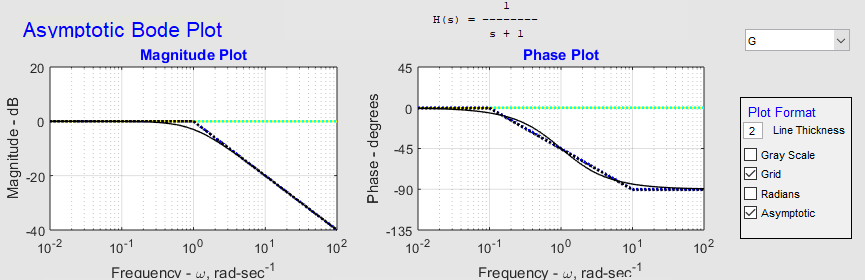 Asymptotic Bode Plot
1
H(s) = --------
s + 1
G
Magnitude Plot
20
0
-20
-40
Magnitude - dB
10^-2 10^-1 10^0 10^1 10^2
Frequency - ω, rad-sec^-1
Phase Plot
45
0
-45
-90
-135
Phase - degrees
10^-2 10^-1 10^0 10^1 10^2
Frequency - ω, rad-sec^-1
Plot Format
2 Line Thickness
Gray Scale
Grid
Radians
Asymptotic